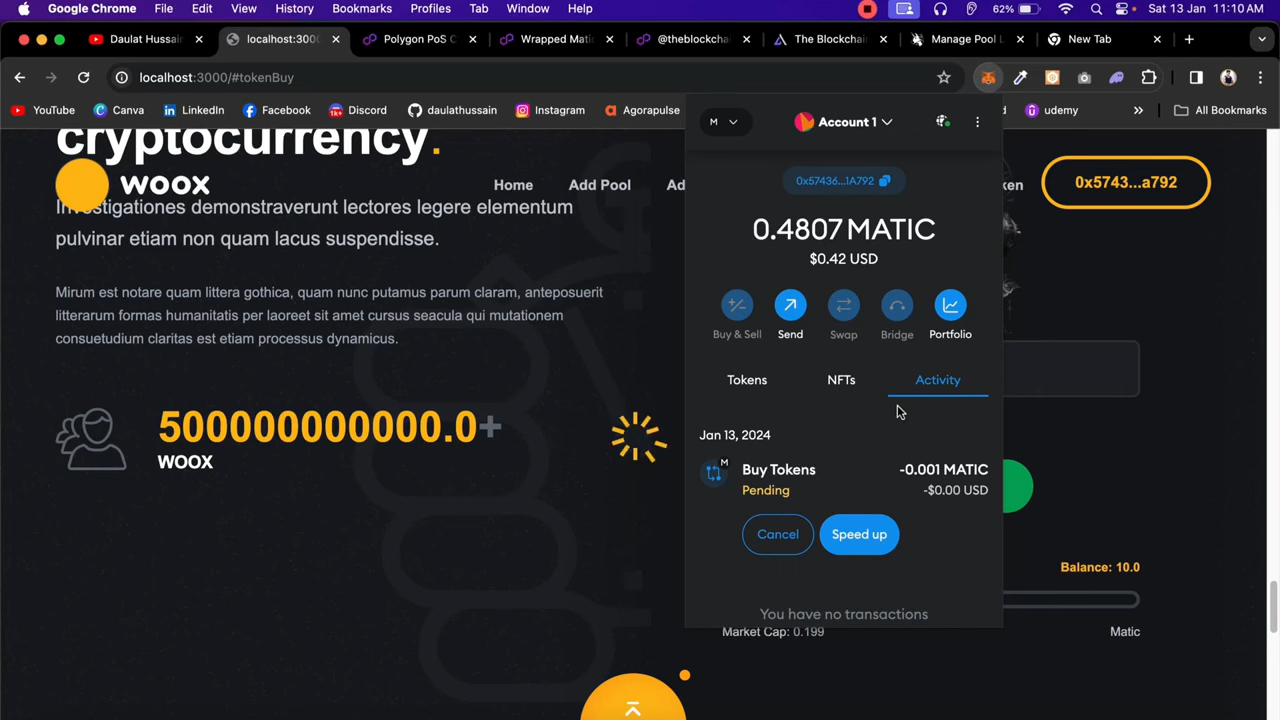 Google Chrome File Edit View History Bookmarks Profiles Tab Window Help 62% Sat 13 Jan 11:10 AM
Daulat Hussain localhost:3000 Polygon PoS C Wrapped Matic @theblockcha The Blockchain Manage Pool L New Tab
localhost:3000/#tokenBuy
YouTube Canva LinkedIn Facebook Discord daulathussain Instagram Agorapulse udemy » All Bookmarks
cryptocurrency.
woox
Home Add Pool Ad
0x5743...a792
Investigationes demonstraverunt lectores legere elementum
pulvinar etiam non quam lacus suspendisse.
Mirum est notare quam littera gothica, quam nunc putamus parum claram, anteposuerit
litterarum formas humanitatis per laoreet sit amet cursus seacula qui mutationem
consuetudium claritas est etiam processus dynamicus.
500000000000.0+
WOOX
M Account 1
0x57436...1A792
0.4807 MATIC
$0.42 USD
Buy & Sell Send Swap Bridge Portfolio
Tokens NFTs Activity
Jan 13, 2024
M
Buy Tokens -0.001 MATIC
Pending -$0.00 USD
Cancel Speed up
You have no transactions
Balance: 10.0
Market Cap: 0.199 Matic